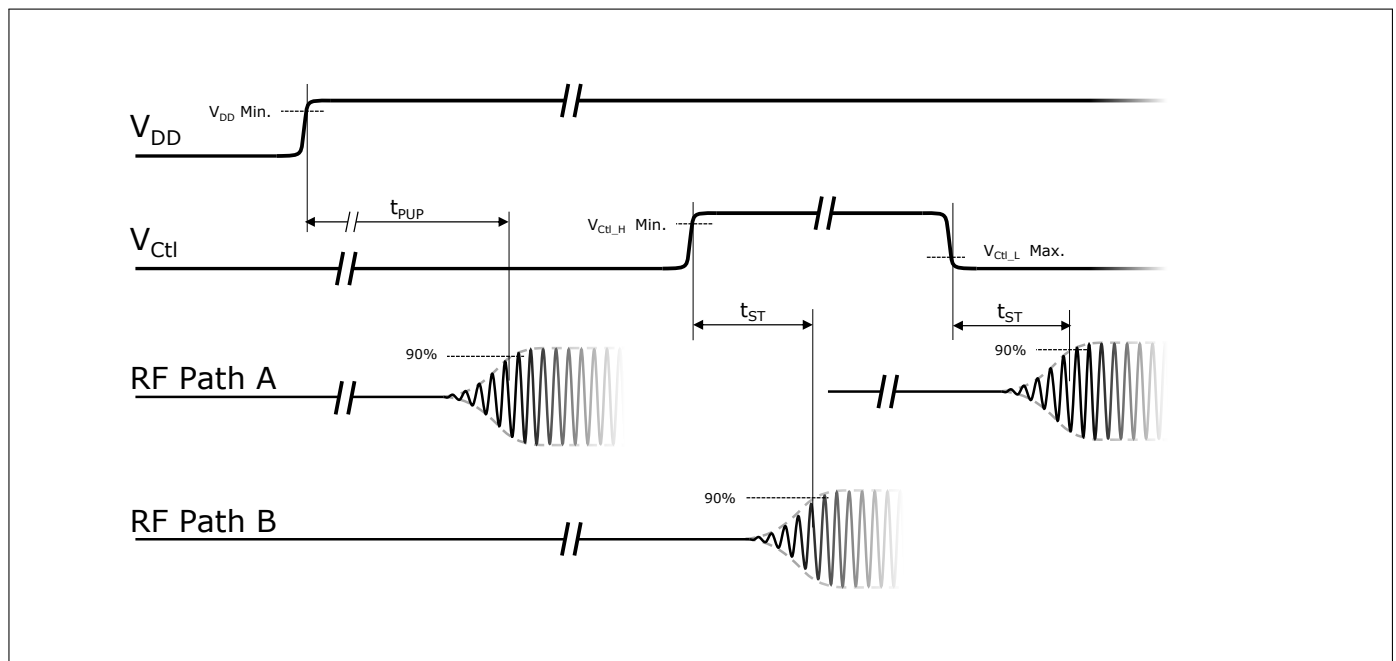 V_DD Min.
V_DD
t_PUP
V_Ctl_H Min.
V_Ctl
V_Ctl_L Max.
t_ST
t_ST
90%
90%
RF Path A
90%
RF Path B